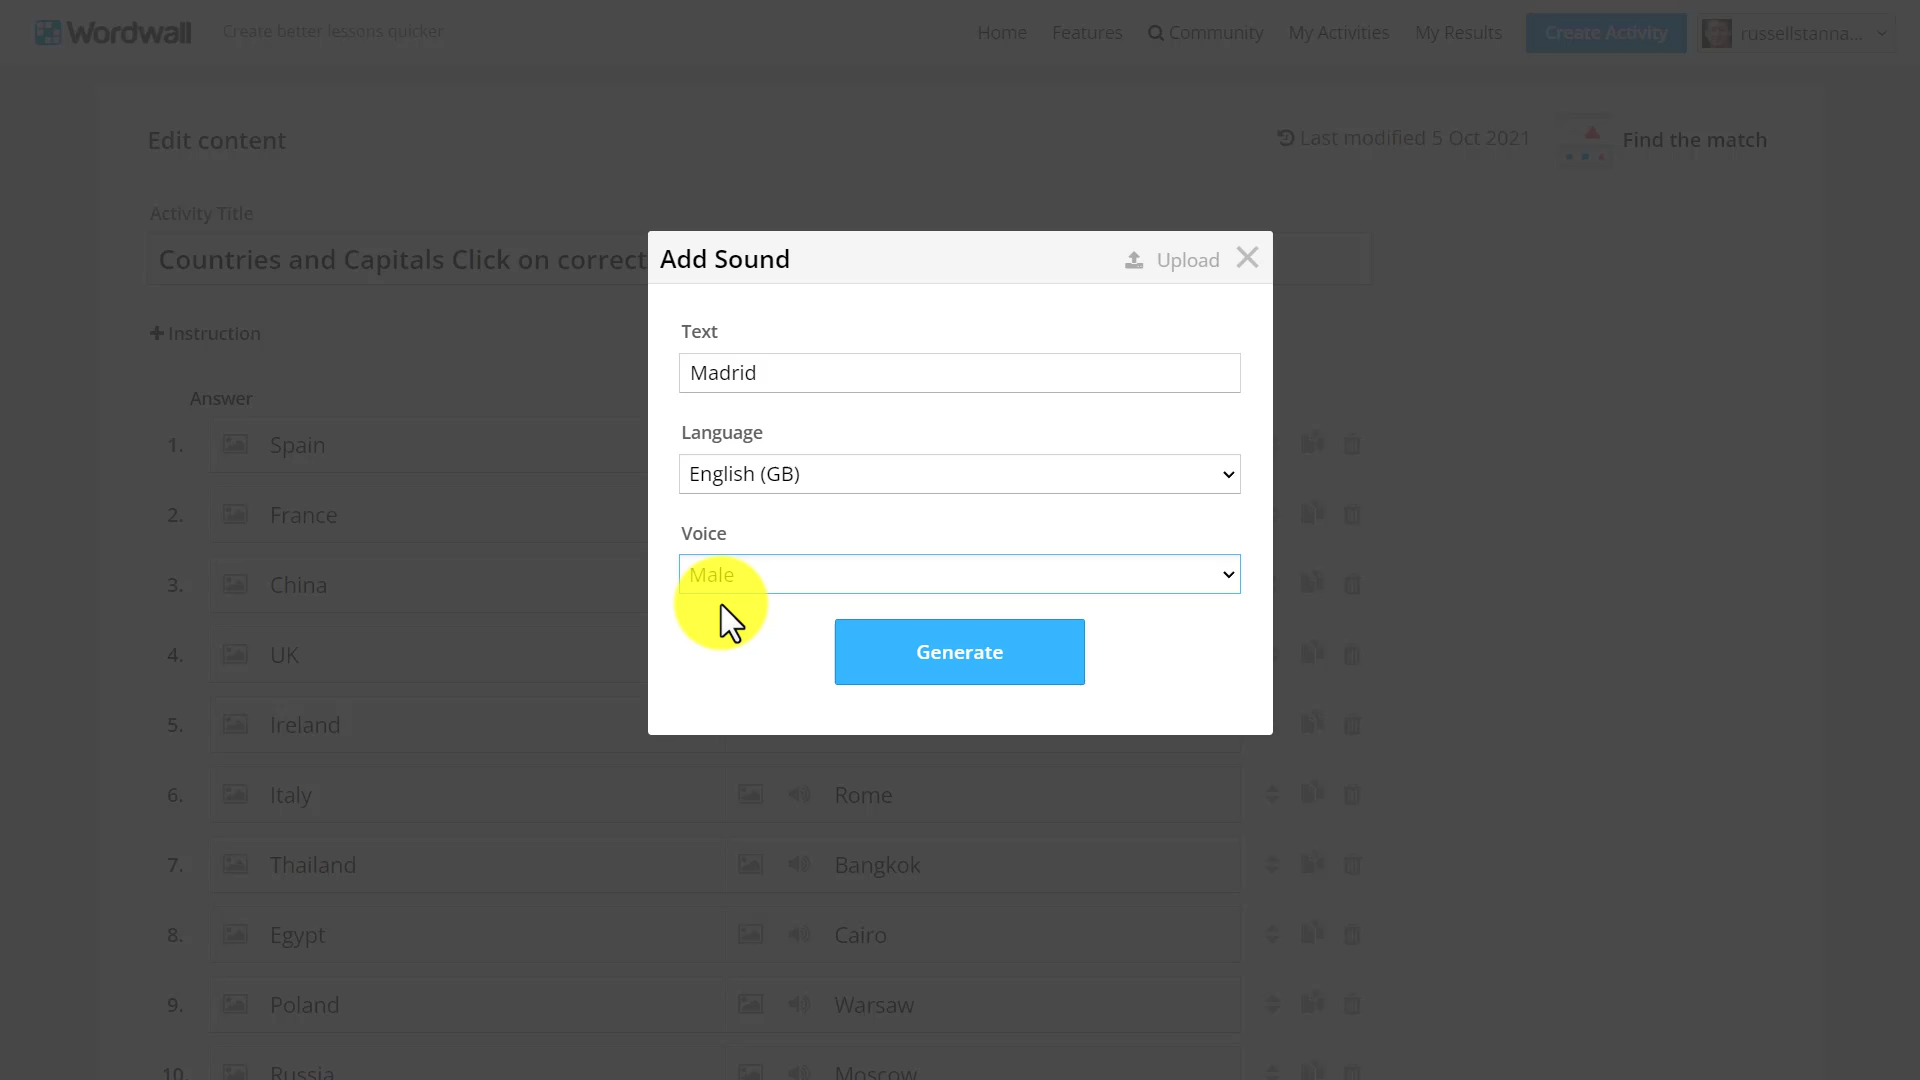 Wordwall
Create better lessons quicker
Home
Features
Community
My Activities
My Results
Create Activity
russellstanna...
Edit content
Last modified 5 Oct 2021
Find the match
Activity Title
Countries and Capitals Click on correct
Add Sound
Upload
Text
Madrid
Language
English (GB)
Voice
Male
Generate
Instruction
Answer
1. Spain
2. France
3. China
4. UK
5. Ireland
6. Italy Rome
7. Thailand Bangkok
8. Egypt Cairo
9. Poland Warsaw
10. Russia Moscow